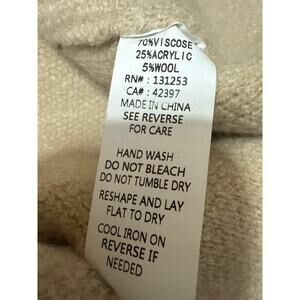 70%VISCOSE
25%ACRYLIC
5%WOOL
RN# : 131253
CA# : 42397
MADE IN CHINA
SEE REVERSE
FOR CARE
HAND WASH
DO NOT BLEACH
DO NOT TUMBLE DRY
RESHAPE AND LAY
FLAT TO DRY
COOL IRON ON
REVERSE IF
NEEDED